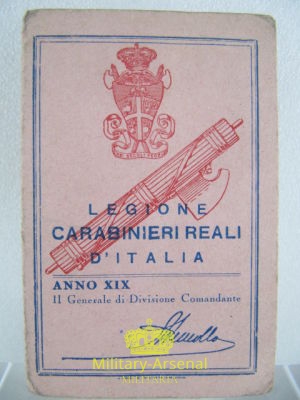 LEGIONE
CARABINIERI REALI
D'ITALIA
ANNO XIX
Il Generale di Divisione Comandante
Military-Arsenal